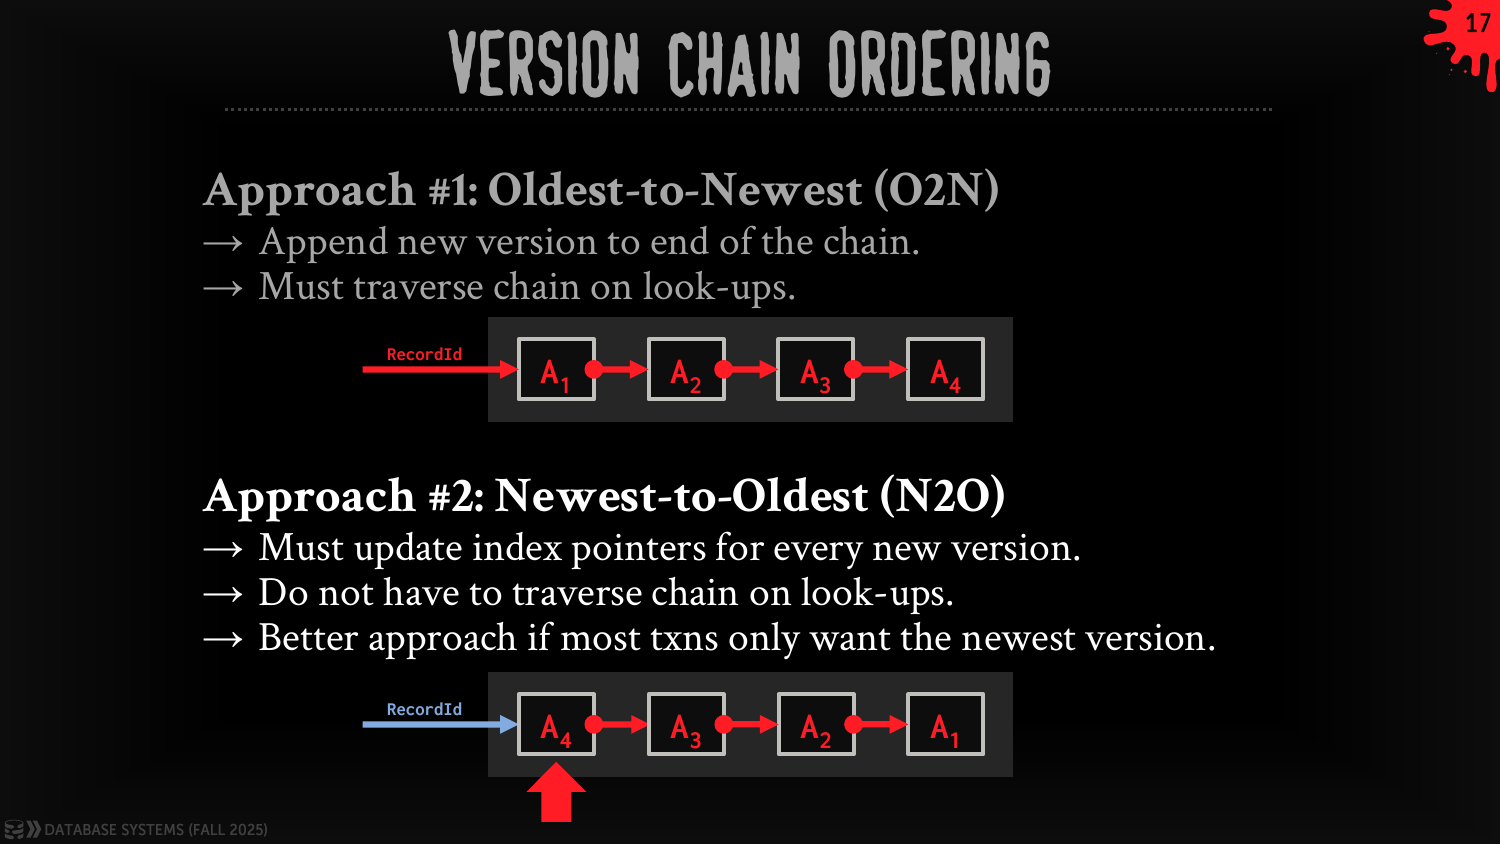 17
VERSION CHAIN ORDERING
Approach #1: Oldest-to-Newest (O2N)
→ Append new version to end of the chain.
→ Must traverse chain on look-ups.
RecordId
A1 A2 A3 A4
Approach #2: Newest-to-Oldest (N2O)
→ Must update index pointers for every new version.
→ Do not have to traverse chain on look-ups.
→ Better approach if most txns only want the newest version.
RecordId
A4 A3 A2 A1
DATABASE SYSTEMS (FALL 2025)